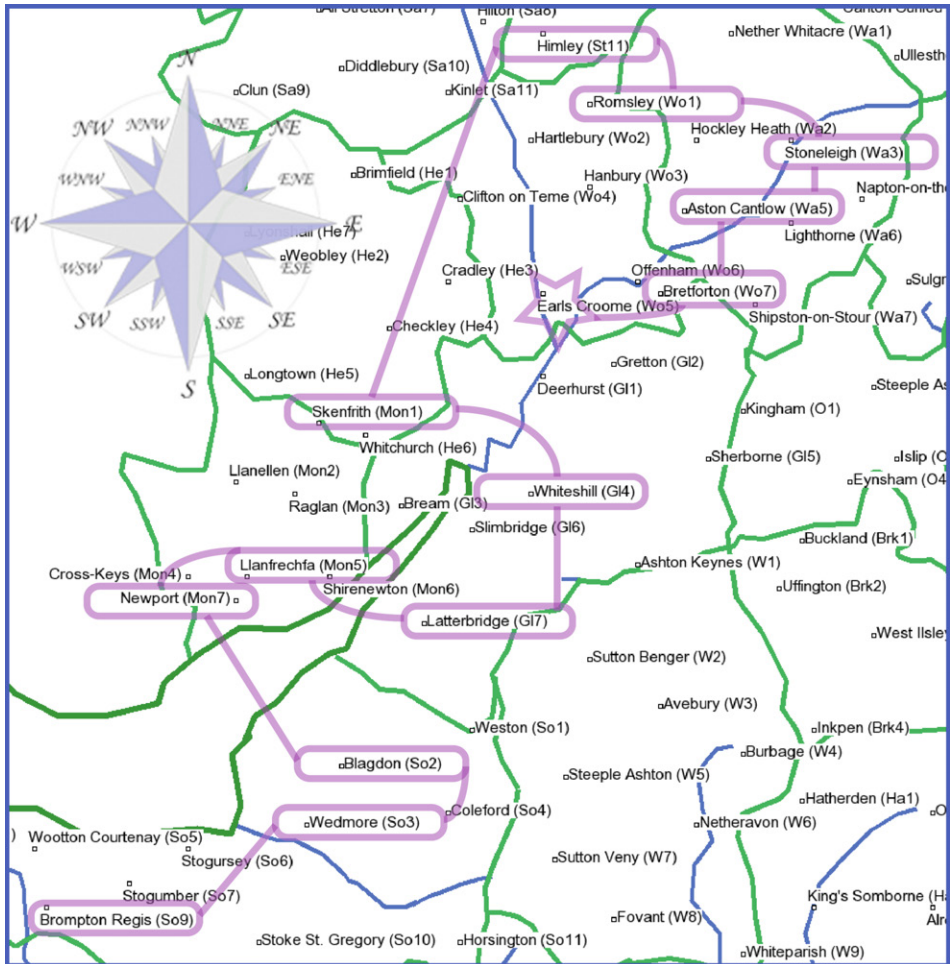 Hilton (Sa8)
Himley (St11)
Nether Whitacre (Wa1)
Diddlebury (Sa10)
N
Clun (Sa9)
Kinlet (Sa11)
Romsley (Wo1)
NW
NNW
NNE
NE
Hartlebury (Wo2)
Hockley Heath (Wa2)
Stoneleigh (Wa3)
WNW
ENE
Brimfield (He1)
Hanbury (Wo3)
Clifton on Teme (Wo4)
Aston Cantlow (Wa5)
W
E
Lyonshall (He7)
Lighthorne (Wa6)
Weobley (He2)
WSW
ESE
Cradley (He3)
Offenham (Wo6)
Bretforton (Wo7)
Earls Croome (Wo5)
Shipston-on-Stour (Wa7)
SW
SSW
SSE
SE
Checkley (He4)
S
Gretton (Gl2)
Longtown (He5)
Deerhurst (Gl1)
Steeple As
Skenfrith (Mon1)
Kingham (O1)
Whitchurch (He6)
Sherborne (Gl5)
Islip (O
Llanellen (Mon2)
Eynsham (O4
Whiteshill (Gl4)
Raglan (Mon3)
Bream (Gl3)
Slimbridge (Gl6)
Buckland (Brk1)
Ashton Keynes (W1)
Llanfrechfa (Mon5)
Cross-Keys (Mon4)
Shirenewton (Mon6)
Uffington (Brk2)
Newport (Mon7)
Latterbridge (Gl7)
West Ilsley
Sutton Benger (W2)
Avebury (W3)
Weston (So1)
Inkpen (Brk4)
Burbage (W4)
Blagdon (So2)
Steeple Ashton (W5)
Hatherden (Ha1)
Coleford (So4)
Wedmore (So3)
Netheravon (W6)
Wootton Courtenay (So5)
Stogursey (So6)
Sutton Veny (W7)
Stogumber (So7)
King's Somborne (Ha
Brompton Regis (So9)
Fovant (W8)
Stoke St. Gregory (So10)
Horsington (So11)
Whiteparish (W9)